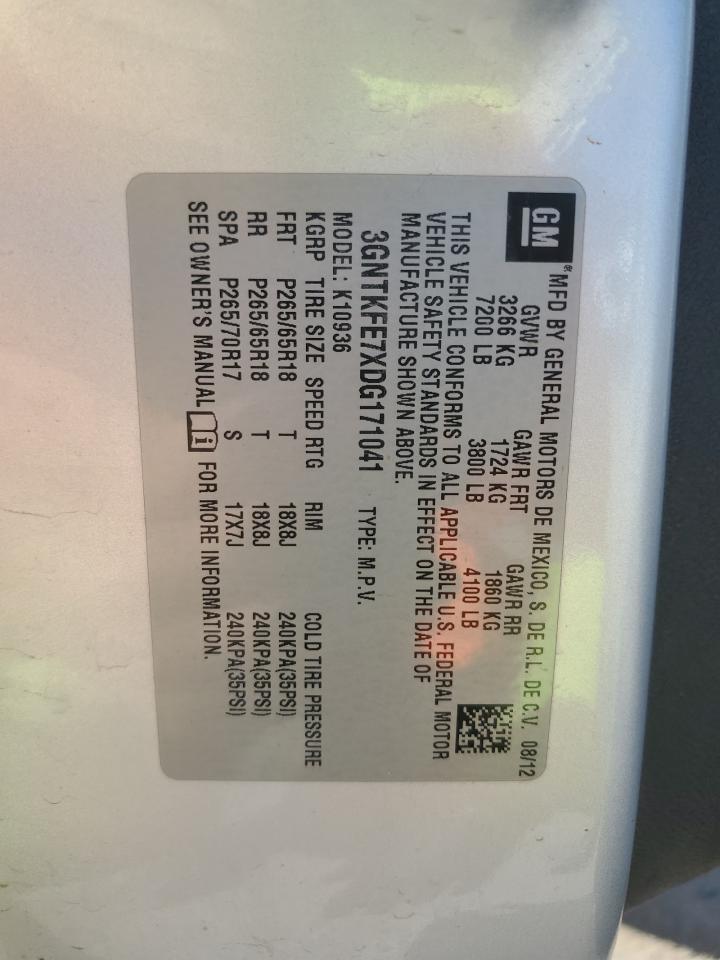 GM
® MFD BY GENERAL MOTORS DE MEXICO, S. DE R.L. DE C.V. 08/12
GVWR GAWR FRT GAWR RR
3266 KG 1724 KG 1860 KG
7200 LB 3800 LB 4100 LB
THIS VEHICLE CONFORMS TO ALL APPLICABLE U.S. FEDERAL MOTOR
VEHICLE SAFETY STANDARDS IN EFFECT ON THE DATE OF
MANUFACTURE SHOWN ABOVE.
3GNTKFE7XDG171041 TYPE: M.P.V.
MODEL: K10936
KGRP TIRE SIZE SPEED RTG RIM COLD TIRE PRESSURE
FRT P265/65R18 T 18X8J 240KPA(35PSI)
RR P265/65R18 T 18X8J 240KPA(35PSI)
SPA P265/70R17 S 17X7J 240KPA(35PSI)
SEE OWNER'S MANUAL i FOR MORE INFORMATION.